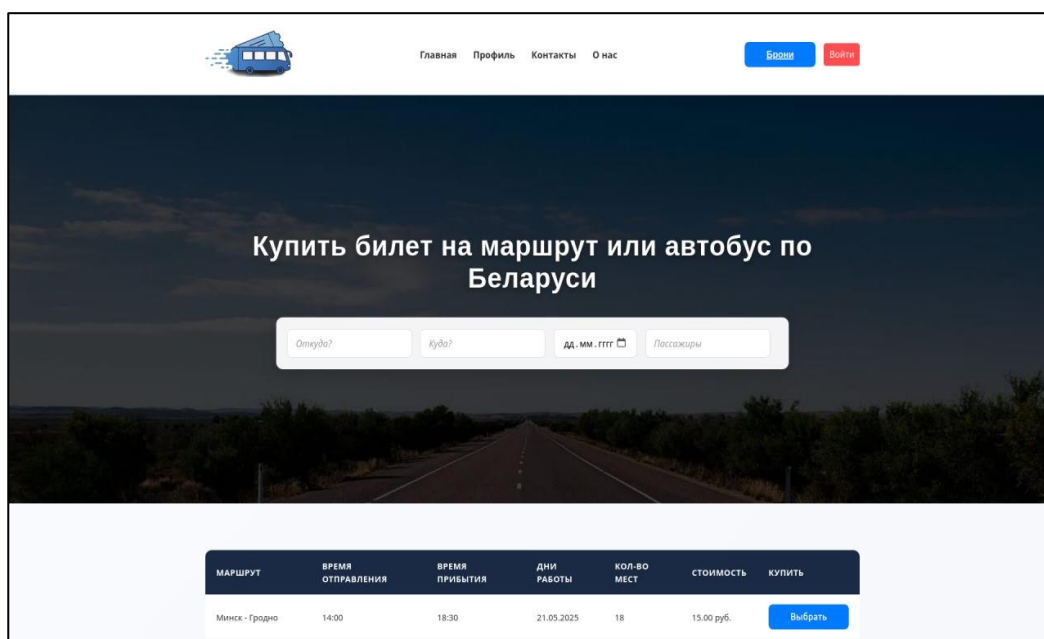 Главная Профиль Контакты О нас Брони Войти
Купить билет на маршрут или автобус по
Беларуси
Откуда? Куда? дд.мм.гггг Пассажиры
МАРШРУТ ВРЕМЯ ОТПРАВЛЕНИЯ ВРЕМЯ ПРИБЫТИЯ ДНИ РАБОТЫ КОЛ-ВО МЕСТ СТОИМОСТЬ КУПИТЬ
Минск - Гродно 14:00 18:30 21.05.2025 18 15.00 руб. Выбрать